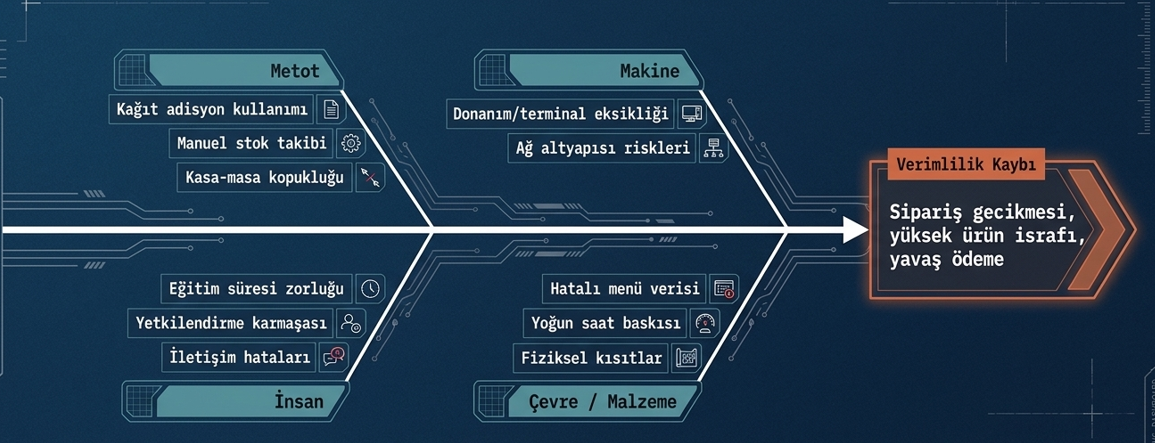 Metot
Kağıt adisyon kullanımı
Manuel stok takibi
Kasa-masa kopukluğu
Makine
Donanım/terminal eksikliği
Ağ altyapısı riskleri
Verimlilik Kaybı
Sipariş gecikmesi,
yüksek ürün israfı,
yavaş ödeme
Eğitim süresi zorluğu
Yetkilendirme karmaşası
İletişim hataları
İnsan
Hatalı menü verisi
Yoğun saat baskısı
Fiziksel kısıtlar
Çevre / Malzeme